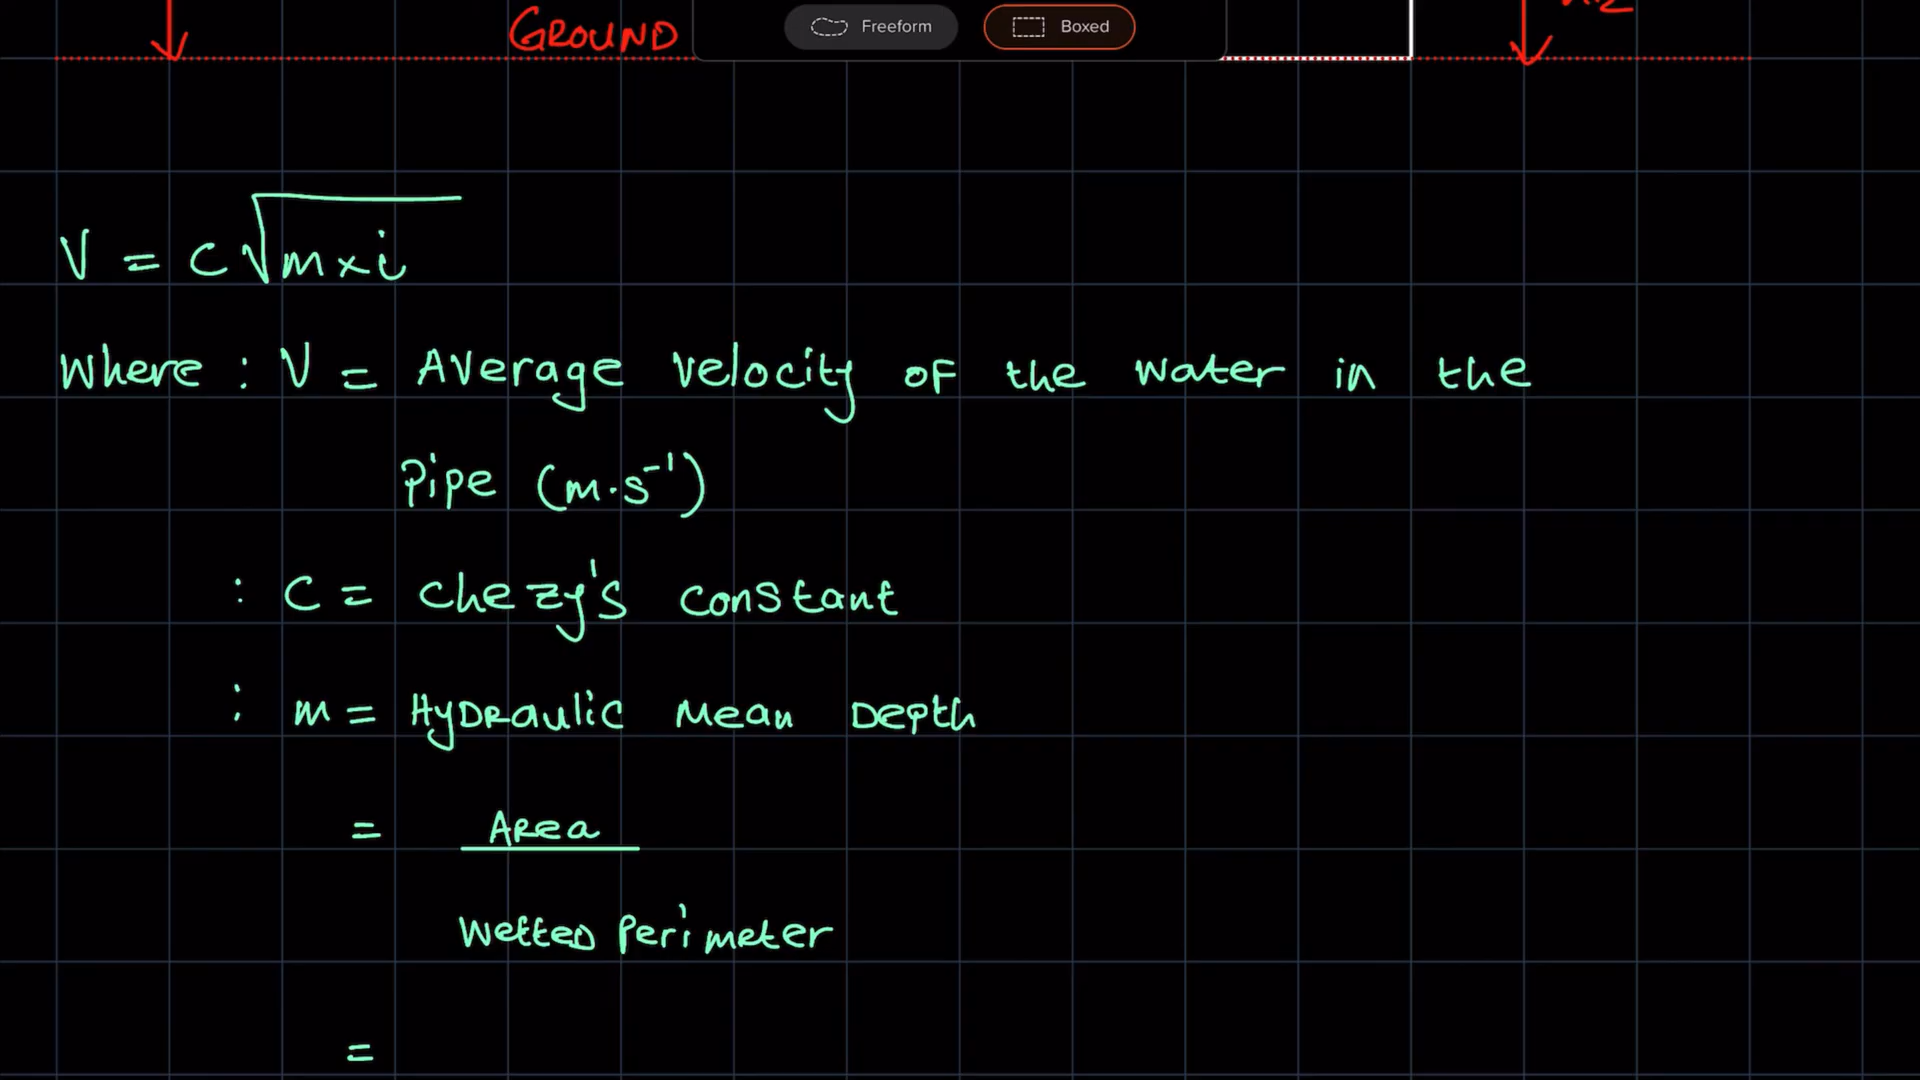 GROUND
Freeform
Boxed
V = C√m×i
Where : V = Average velocity of the water in the
Pipe (m·s⁻¹)
: C = chezy's constant
: m = Hydraulic Mean Depth
= Area
Wetted Perimeter
=